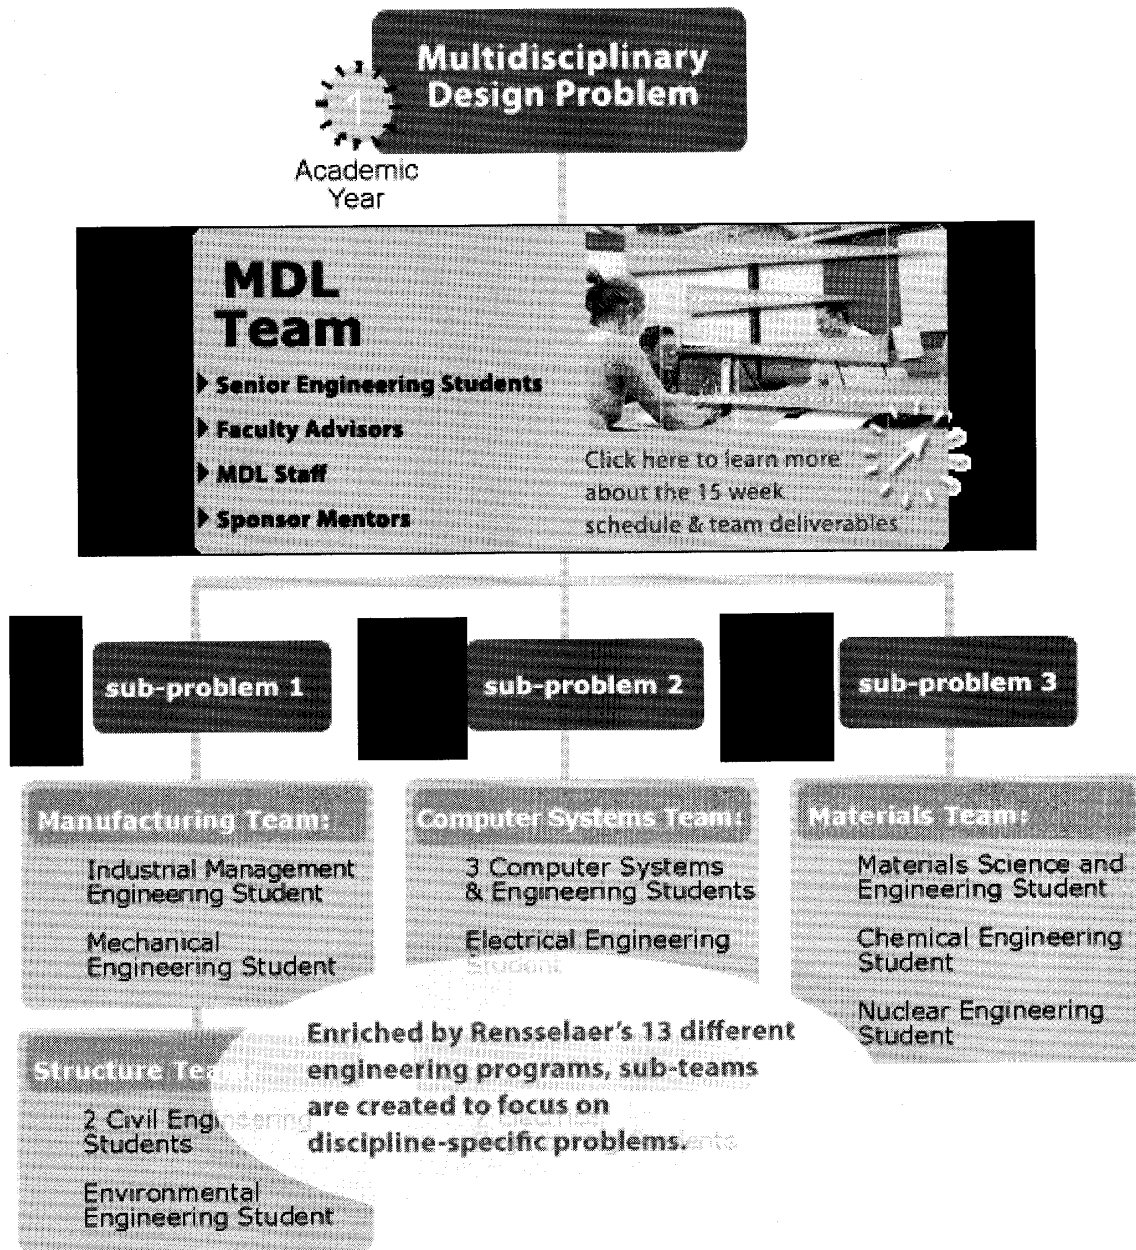 Multidisciplinary
Design Problem
1
Academic
Year
MDL
Team
Senior Engineering Students
Faculty Advisors
MDL Staff
Sponsor Mentors
Click here to learn more
about the 15 week
schedule & team deliverables
sub-problem 1
sub-problem 2
sub-problem 3
Manufacturing Team:
Industrial Management
Engineering Student
Mechanical
Engineering Student
Computer Systems Team:
3 Computer Systems
& Engineering Students
Electrical Engineering
Student
Materials Team:
Materials Science and
Engineering Student
Chemical Engineering
Student
Nuclear Engineering
Student
Structure
2 Civil Engineering
Students
Environmental
Engineering Student
Enriched by Rensselaer's 13 different
engineering programs, sub-teams
are created to focus on
discipline-specific problems.